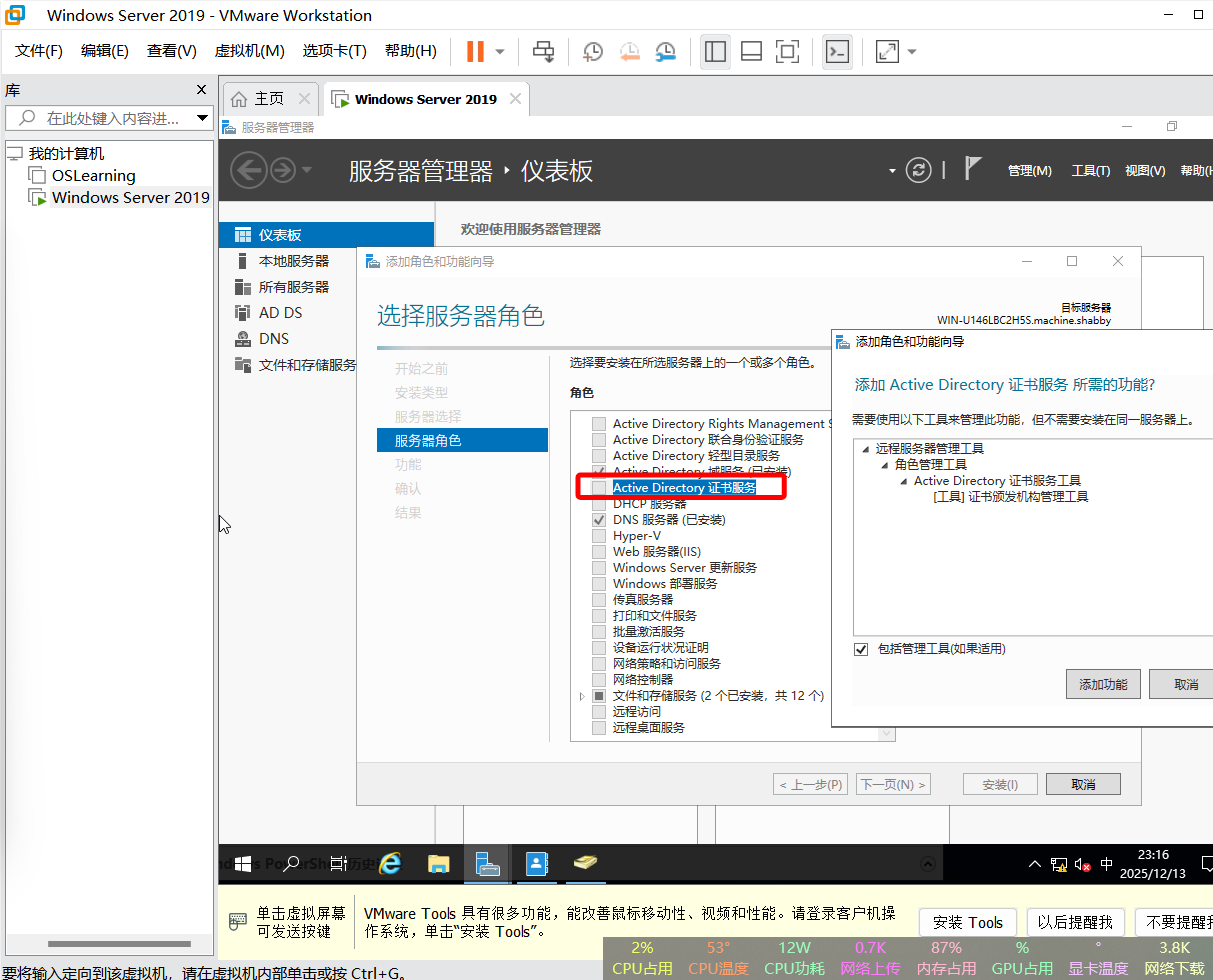 Windows Server 2019 - VMware Workstation
文件(F) 编辑(E) 查看(V) 虚拟机(M) 选项卡(T) 帮助(H)
库
在此处键入内容进...
我的计算机
OSLearning
Windows Server 2019
主页
Windows Server 2019
服务器管理器
服务器管理器 · 仪表板
管理(M) 工具(T) 视图(V) 帮助(H
仪表板
本地服务器
所有服务器
AD DS
DNS
文件和存储服务
欢迎使用服务器管理器
添加角色和功能向导
选择服务器角色
目标服务器
WIN-U146LBC2H5S.machine.shabby
开始之前
安装类型
服务器选择
服务器角色
功能
确认
结果
选择要安装在所选服务器上的一个或多个角色。
角色
Active Directory Rights Management S
Active Directory 联合身份验证服务
Active Directory 轻型目录服务
Active Directory 域服务 (已安装)
Active Directory 证书服务
DHCP 服务器
DNS 服务器 (已安装)
Hyper-V
Web 服务器(IIS)
Windows Server 更新服务
Windows 部署服务
传真服务器
打印和文件服务
批量激活服务
设备运行状况证明
网络策略和访问服务
网络控制器
文件和存储服务 (2 个已安装，共 12 个)
远程访问
远程桌面服务
< 上一步(P) 下一页(N) > 安装(I) 取消
添加角色和功能向导
添加 Active Directory 证书服务 所需的功能?
需要使用以下工具来管理此功能，但不需要安装在同一服务器上。
远程服务器管理工具
角色管理工具
Active Directory 证书服务工具
[工具] 证书颁发机构管理工具
包括管理工具(如果适用)
添加功能 取消
中
23:16
2025/12/13
单击虚拟屏幕
可发送按键
VMware Tools 具有很多功能，能改善鼠标移动性、视频和性能。请登录客户机操
作系统，单击“安装 Tools”。
安装 Tools 以后提醒我 不要提醒我
2% 53° 12W 0.7K 87% % ° 3.8K
CPU占用 CPU温度 CPU功耗 网络上传 内存占用 GPU占用 显卡温度 网络下载
要将输入定向到该虚拟机，请在虚拟机内部单击或按 Ctrl+G。